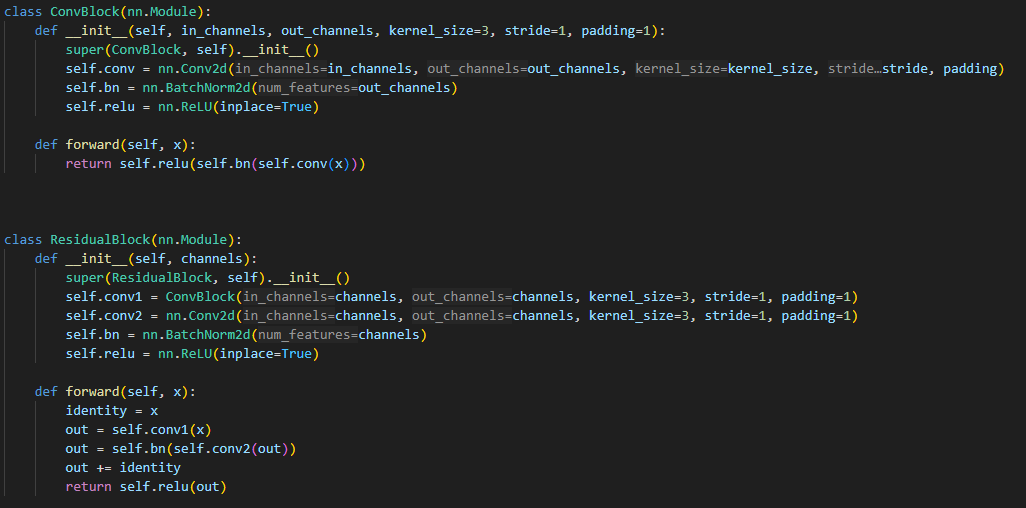 class ConvBlock(nn.Module):
    def __init__(self, in_channels, out_channels, kernel_size=3, stride=1, padding=1):
        super(ConvBlock, self).__init__()
        self.conv = nn.Conv2d(in_channels=in_channels, out_channels=out_channels, kernel_size=kernel_size, stride…stride, padding)
        self.bn = nn.BatchNorm2d(num_features=out_channels)
        self.relu = nn.ReLU(inplace=True)

    def forward(self, x):
        return self.relu(self.bn(self.conv(x)))

class ResidualBlock(nn.Module):
    def __init__(self, channels):
        super(ResidualBlock, self).__init__()
        self.conv1 = ConvBlock(in_channels=channels, out_channels=channels, kernel_size=3, stride=1, padding=1)
        self.conv2 = nn.Conv2d(in_channels=channels, out_channels=channels, kernel_size=3, stride=1, padding=1)
        self.bn = nn.BatchNorm2d(num_features=channels)
        self.relu = nn.ReLU(inplace=True)

    def forward(self, x):
        identity = x
        out = self.conv1(x)
        out = self.bn(self.conv2(out))
        out += identity
        return self.relu(out)